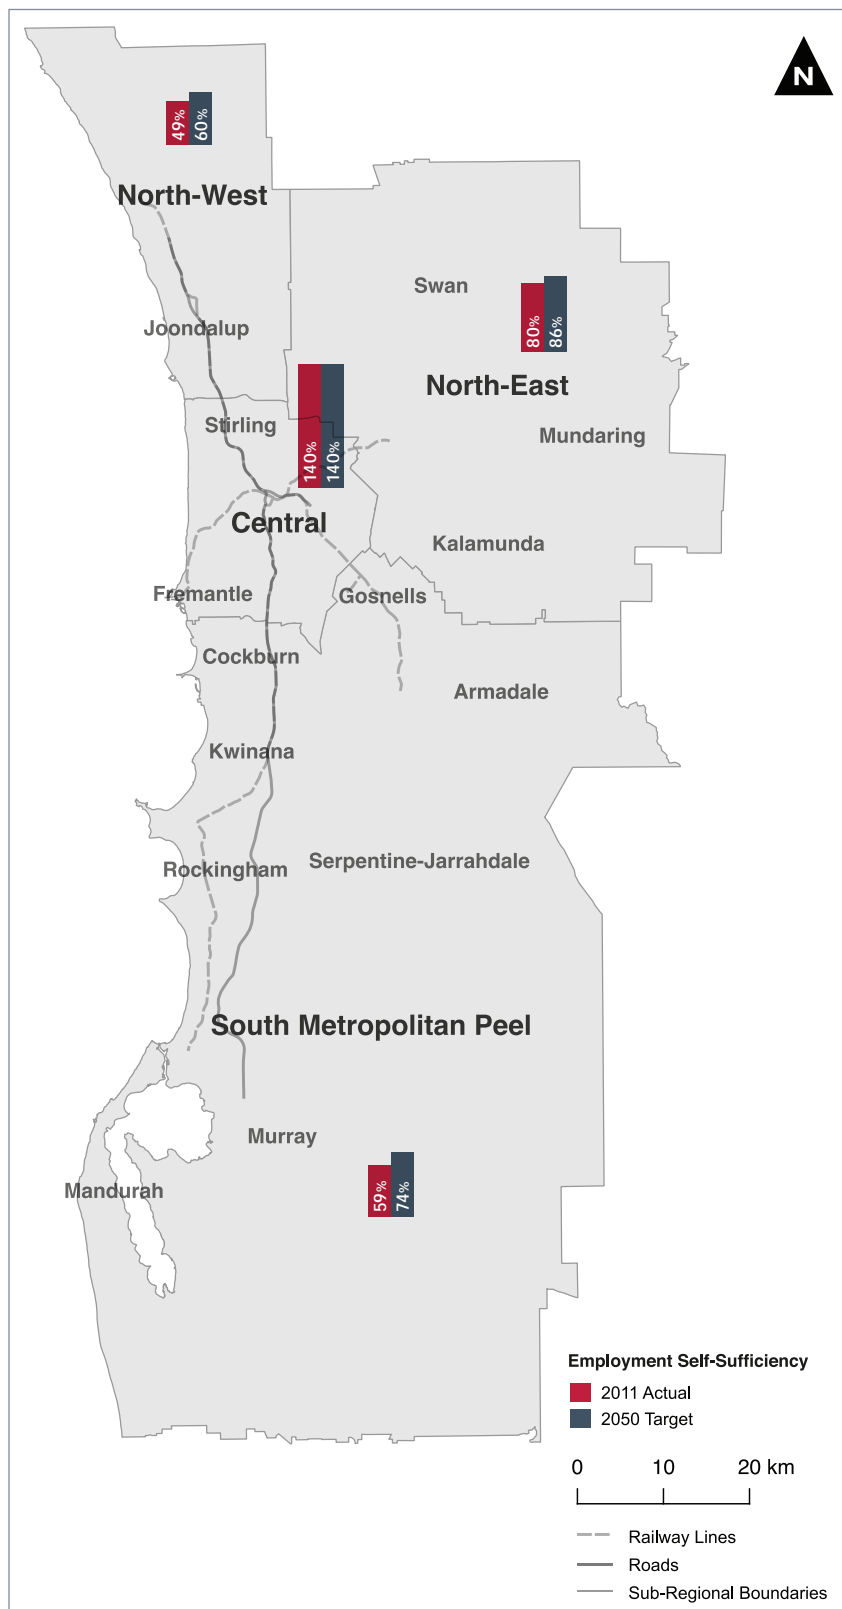 N
49%
60%
North-West
Swan
80%
86%
Joondalup
North-East
Stirling
Mundaring
140%
140%
Central
Kalamunda
Fremantle
Gosnells
Cockburn
Armadale
Kwinana
Serpentine-Jarrahdale
Rockingham
South Metropolitan Peel
Murray
Mandurah
59%
74%
Employment Self-Sufficiency
2011 Actual
2050 Target
0 10 20 km
Railway Lines
Roads
Sub-Regional Boundaries